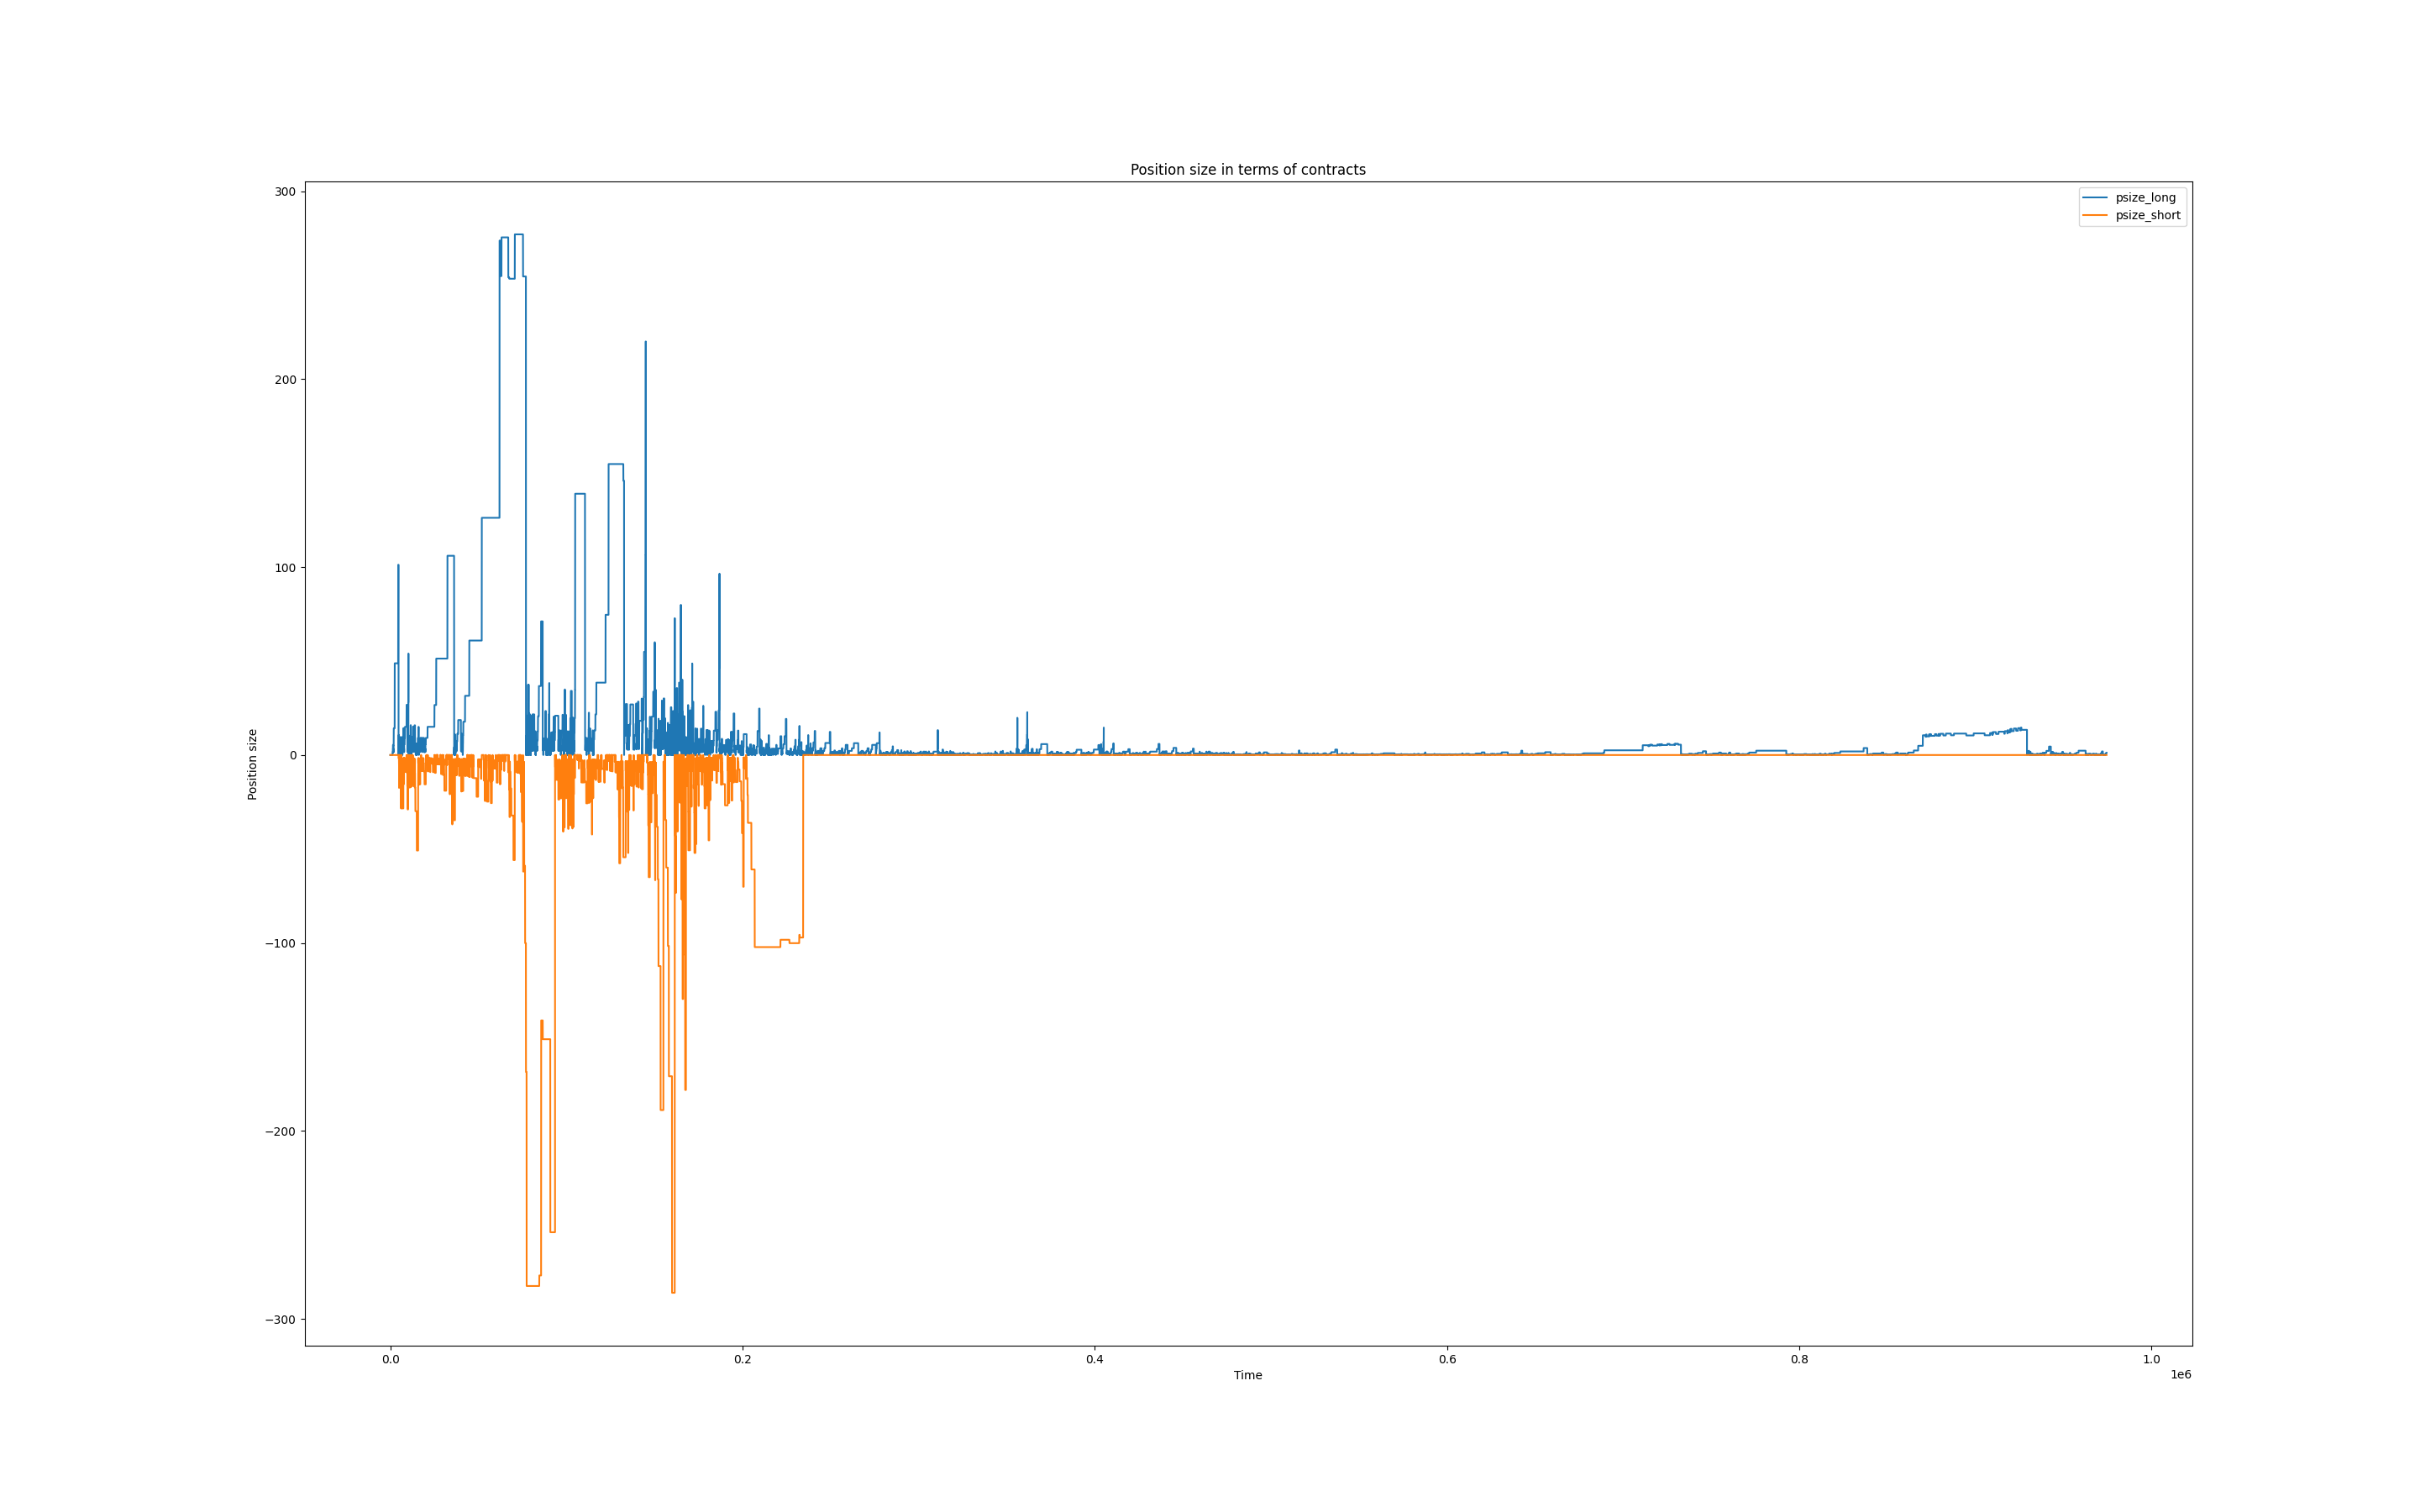 Position size in terms of contracts
psize_long
psize_short
300
200
100
0
−100
−200
−300
Position size
0.0
0.2
0.4
0.6
0.8
1.0
Time
1e6